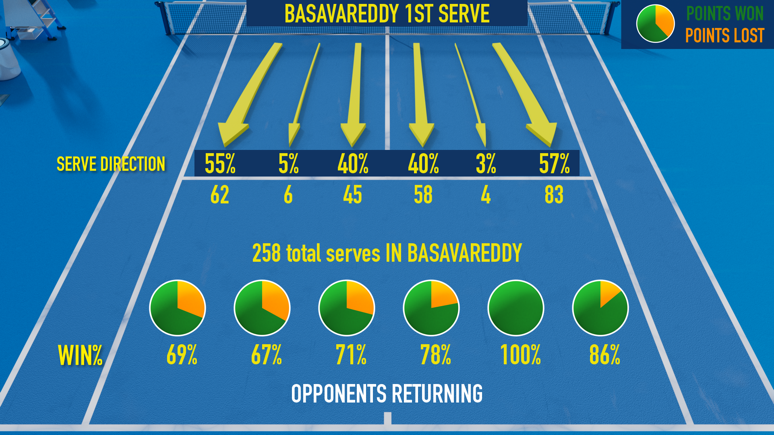 BASAVAREDDY 1ST SERVE
POINTS WON
POINTS LOST
SERVE DIRECTION 55% 5% 40% 40% 3% 57%
62 6 45 58 4 83
258 total serves IN BASAVAREDDY
WIN% 69% 67% 71% 78% 100% 86%
OPPONENTS RETURNING